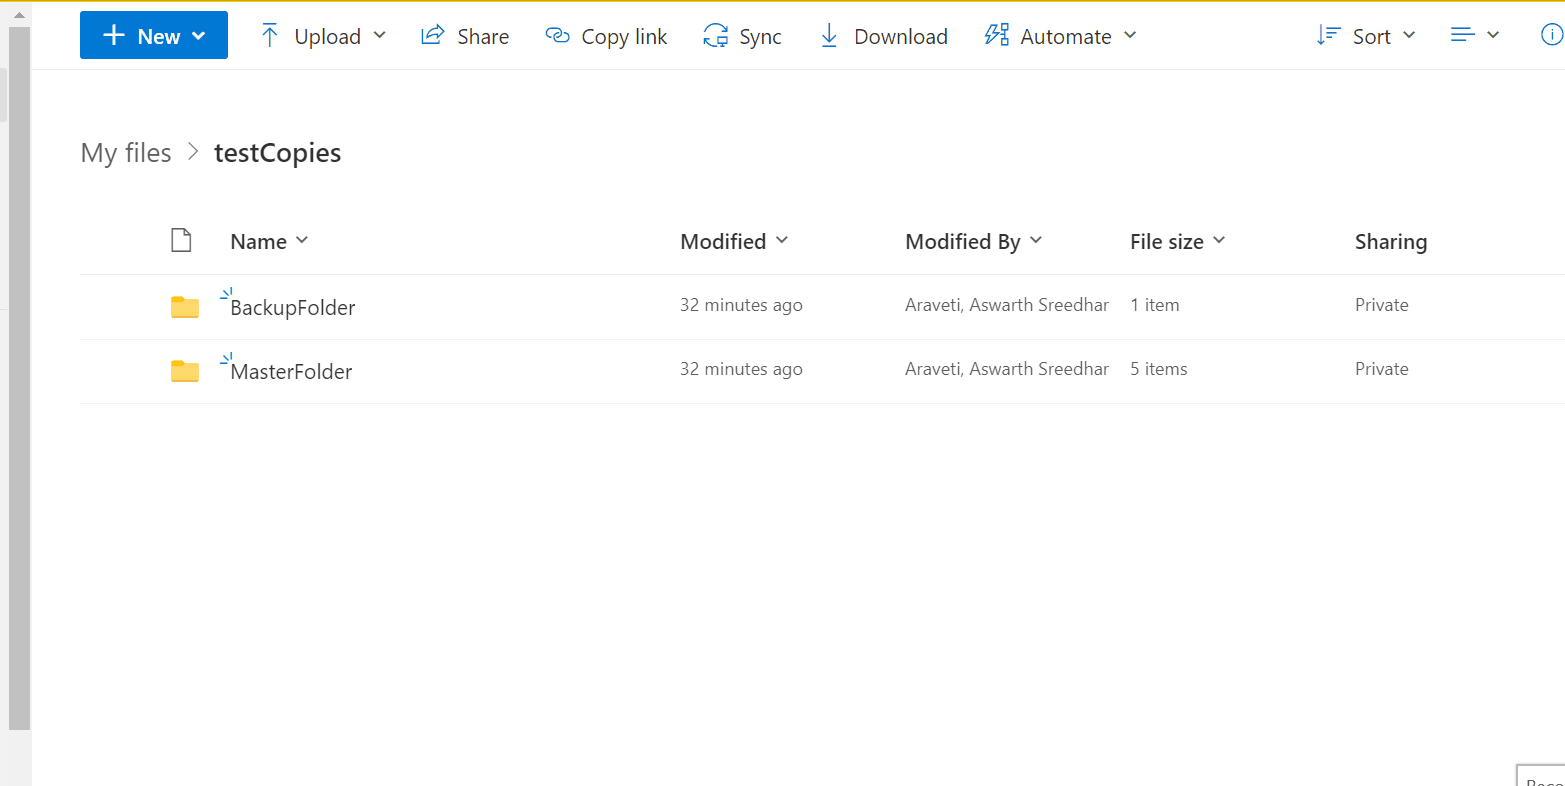 New Upload Share Copy link Sync Download Automate Sort
My files > testCopies
Name Modified Modified By File size Sharing
BackupFolder 32 minutes ago Araveti, Aswarth Sreedhar 1 item Private
MasterFolder 32 minutes ago Araveti, Aswarth Sreedhar 5 items Private